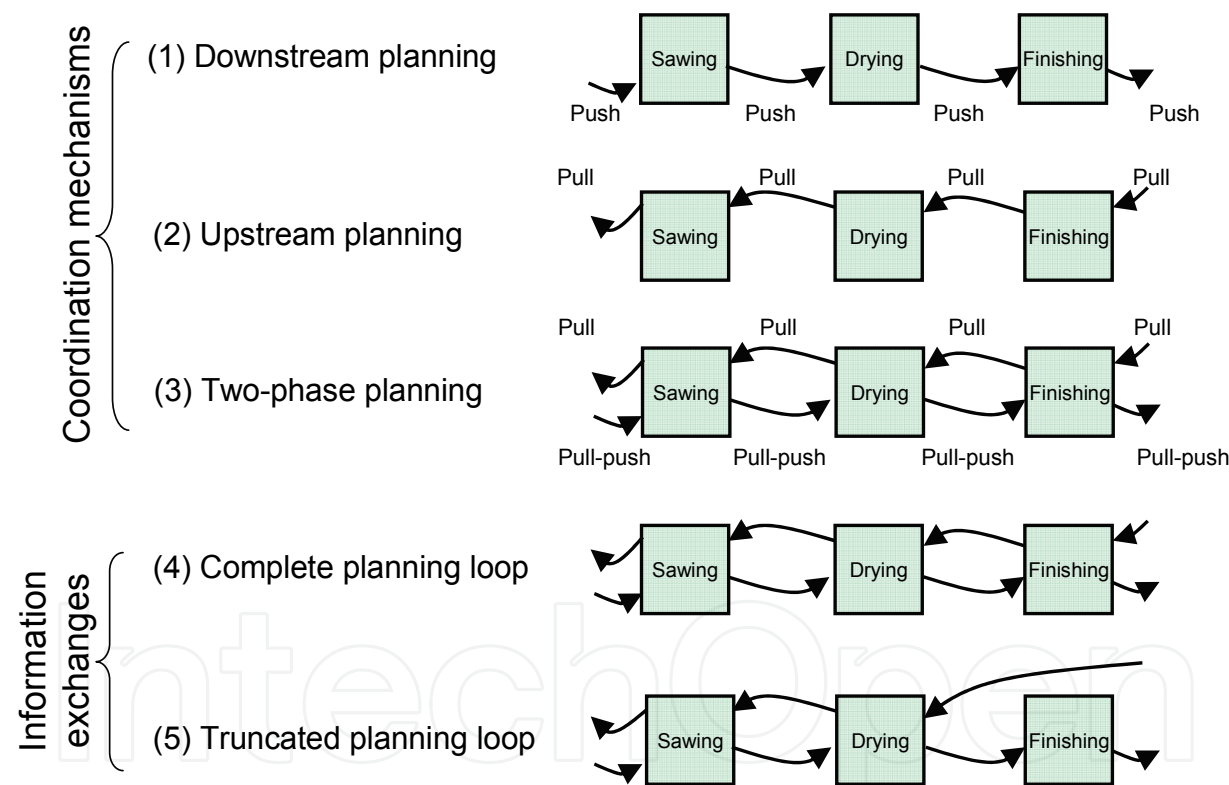 Coordination mechanisms
(1) Downstream planning
Sawing
Drying
Finishing
Push
Push
Push
Push
(2) Upstream planning
Pull
Pull
Pull
Pull
Sawing
Drying
Finishing
(3) Two-phase planning
Pull
Pull
Pull
Pull
Sawing
Drying
Finishing
Pull-push
Pull-push
Pull-push
Pull-push
Information
exchanges
(4) Complete planning loop
Sawing
Drying
Finishing
(5) Truncated planning loop
Sawing
Drying
Finishing
IntechOpen